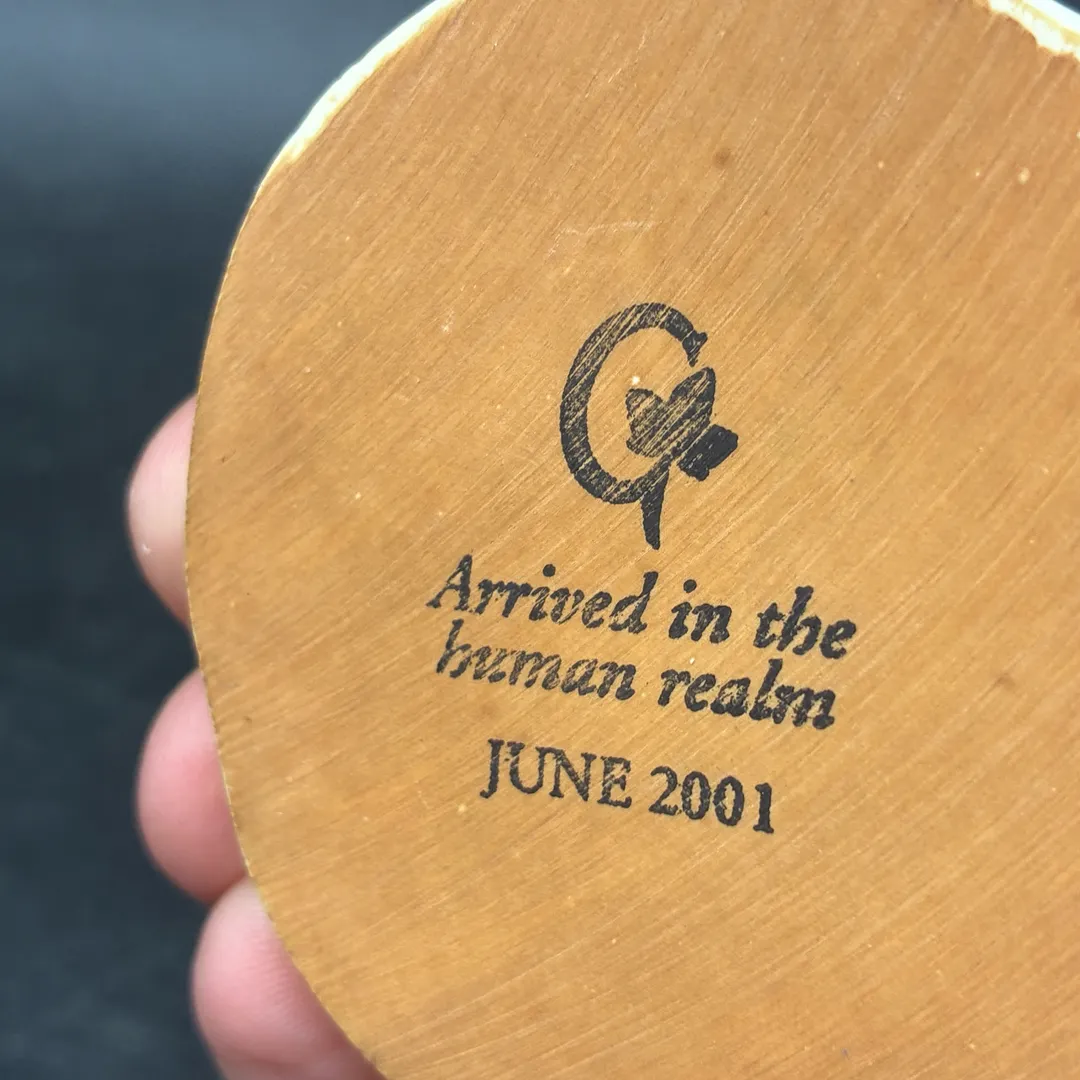 Arrived in the
human realm
JUNE 2001